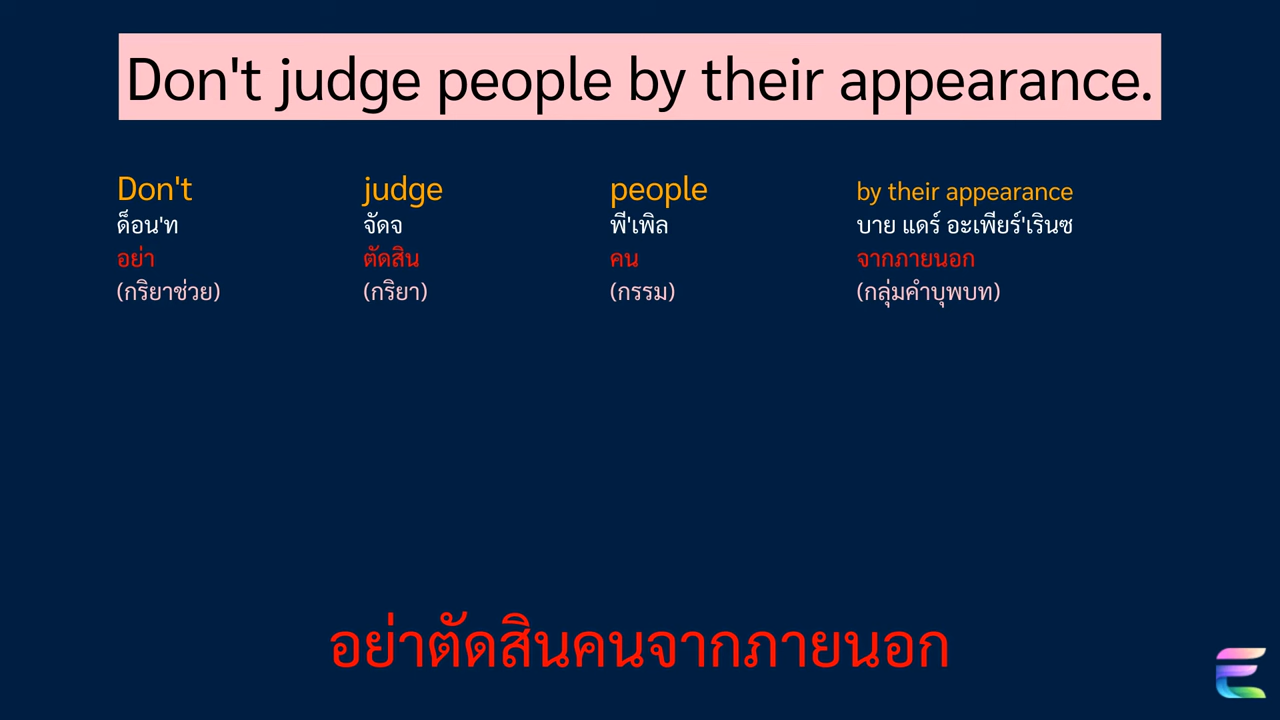 Don't judge people by their appearance.
Don't
ด็อน'ท
อย่า
(กริยาช่วย)
judge
จัดจ
ตัดสิน
(กริยา)
people
พี'เพิล
คน
(กรรม)
by their appearance
บาย แดร์ อะเพียร์'เรินซ
จากภายนอก
(กลุ่มคำบุพบท)
อย่าตัดสินคนจากภายนอก